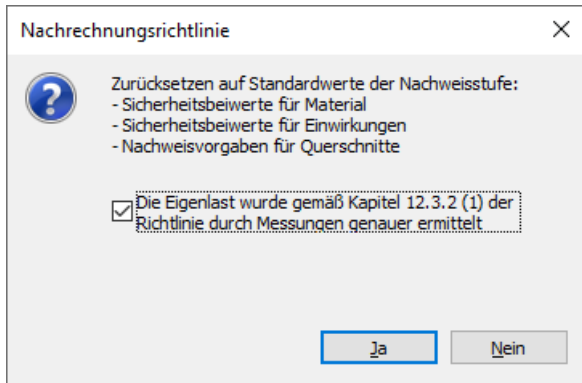 Nachrechnungsrichtlinie
Zurücksetzen auf Standardwerte der Nachweisstufe:
- Sicherheitsbeiwerte für Material
- Sicherheitsbeiwerte für Einwirkungen
- Nachweisvorgaben für Querschnitte
Die Eigenlast wurde gemäß Kapitel 12.3.2 (1) der
Richtlinie durch Messungen genauer ermittelt
Ja
Nein